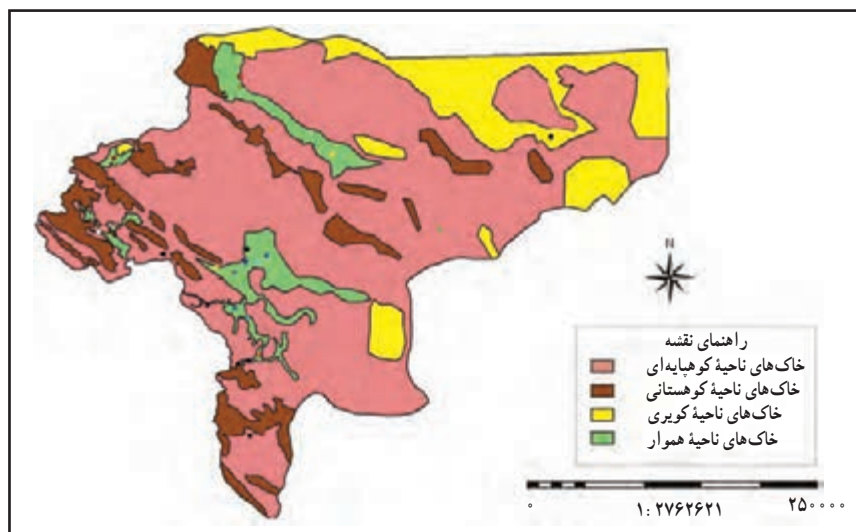 N
راهنمای نقشه
خاک‌های ناحیهٔ کوهپایه‌ای
خاک‌های ناحیهٔ کوهستانی
خاک‌های ناحیهٔ کویری
خاک‌های ناحیهٔ هموار
۰ ۱:۲۷۶۲۶۲۱ ۲۵۰۰۰۰